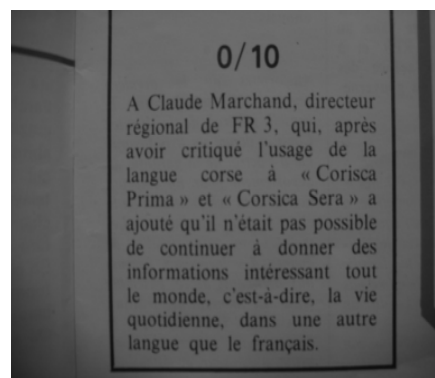 0/10
A Claude Marchand, directeur
régional de FR 3, qui, après
avoir critiqué l'usage de la
langue corse à « Corisca
Prima » et « Corsica Sera » a
ajouté qu'il n'était pas possible
de continuer à donner des
informations intéressant tout
le monde, c'est-à-dire, la vie
quotidienne, dans une autre
langue que le français.